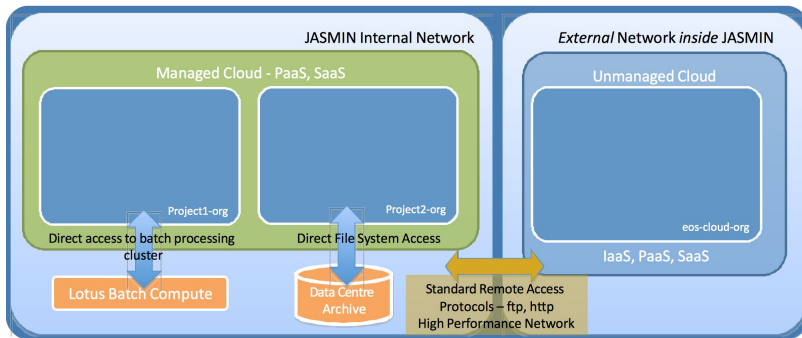 JASMIN Internal Network
External Network inside JASMIN
Managed Cloud - PaaS, SaaS
Unmanaged Cloud
Project1-org
Project2-org
eos-cloud-org
Direct access to batch processing
cluster
Direct File System Access
IaaS, PaaS, SaaS
Lotus Batch Compute
Data Centre
Archive
Standard Remote Access
Protocols – ftp, http
High Performance Network